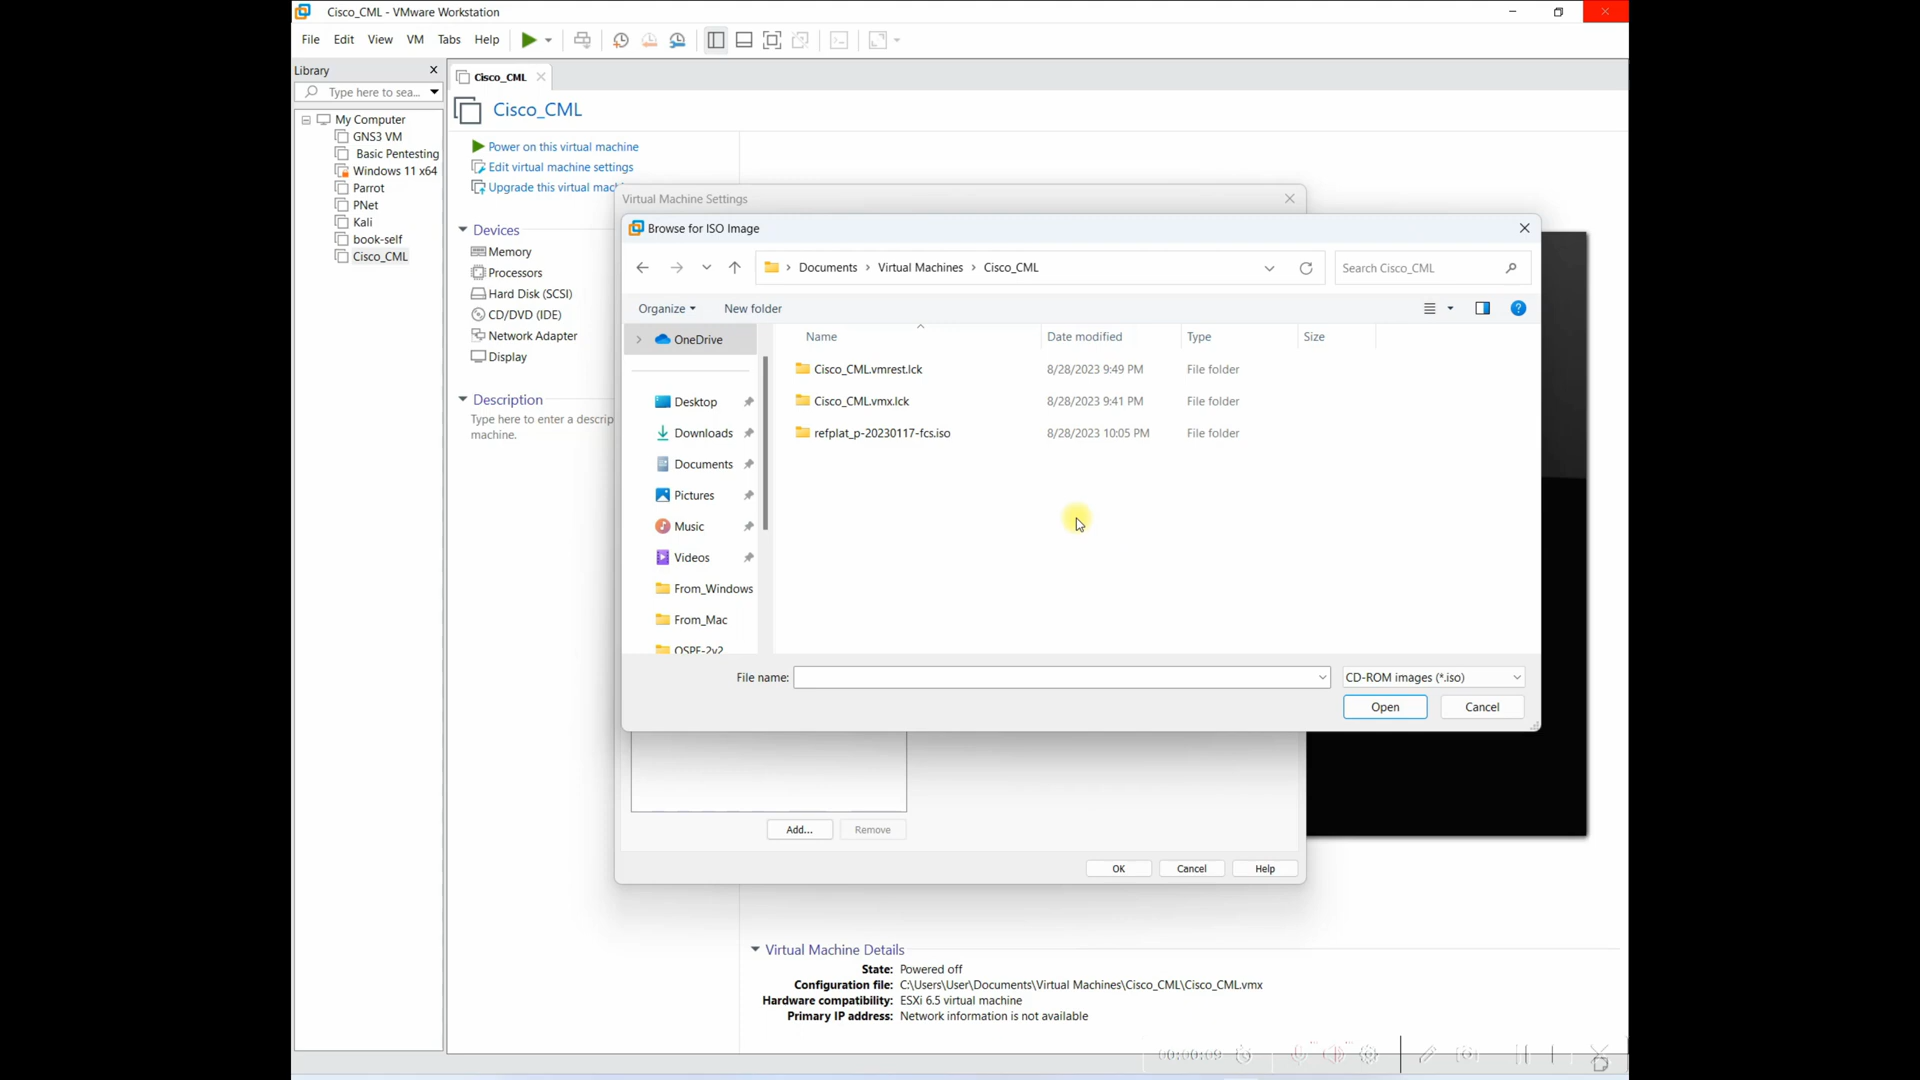 Cisco_CML - VMware Workstation
File Edit View VM Tabs Help
Library
Type here to sea...
Cisco_CML
My Computer
GNS3 VM
Basic Pentesting
Windows 11 x64
Parrot
PNet
Kali
book-self
Cisco_CML
Cisco_CML
Power on this virtual machine
Edit virtual machine settings
Upgrade this virtual mach
Devices
Memory
Processors
Hard Disk (SCSI)
CD/DVD (IDE)
Network Adapter
Display
Description
Type here to enter a descrip
machine.
Virtual Machine Settings
Browse for ISO Image
Documents Virtual Machines Cisco_CML
Search Cisco_CML
Organize New folder
OneDrive
Desktop
Downloads
Documents
Pictures
Music
Videos
From_Windows
From_Mac
OSPF-2v2
Name Date modified Type Size
Cisco_CML.vmrest.lck 8/28/2023 9:49 PM File folder
Cisco_CML.vmx.lck 8/28/2023 9:41 PM File folder
refplat_p-20230117-fcs.iso 8/28/2023 10:05 PM File folder
File name:
CD-ROM images (*.iso)
Open Cancel
Add... Remove
OK Cancel Help
Virtual Machine Details
State: Powered off
Configuration file: C:\Users\User\Documents\Virtual Machines\Cisco_CML\Cisco_CML.vmx
Hardware compatibility: ESXi 6.5 virtual machine
Primary IP address: Network information is not available
00:00:09